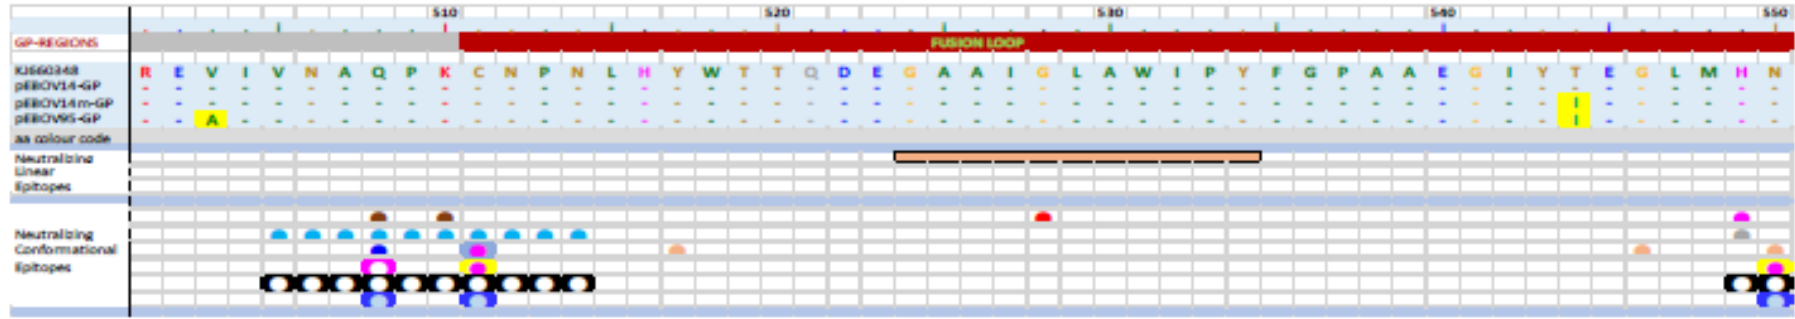 510 520 530 540 550
GP-REGIONS FUSION LOOP
KJ660348 R E V I V N A Q P K C N P N L H Y W T T Q D E G A A I G L A W I P Y F G P A A E G I Y T E G L M H N
pEBOV14-GP - - - - - - - - - - - - - - - - - - - - - - - - - - - - - - - - - - - - - - - - - - - - - - - - - -
pEBOV14m-GP - - - - - - - - - - - - - - - - - - - - - - - - - - - - - - - - - - - - - - - - - - - I - - - - - -
pEBOV95-GP - - A - - - - - - - - - - - - - - - - - - - - - - - - - - - - - - - - - - - - - - - - I - - - - - -
aa colour code
Neutralizing
Linear
Epitopes
Neutralizing
Conformational
Epitopes